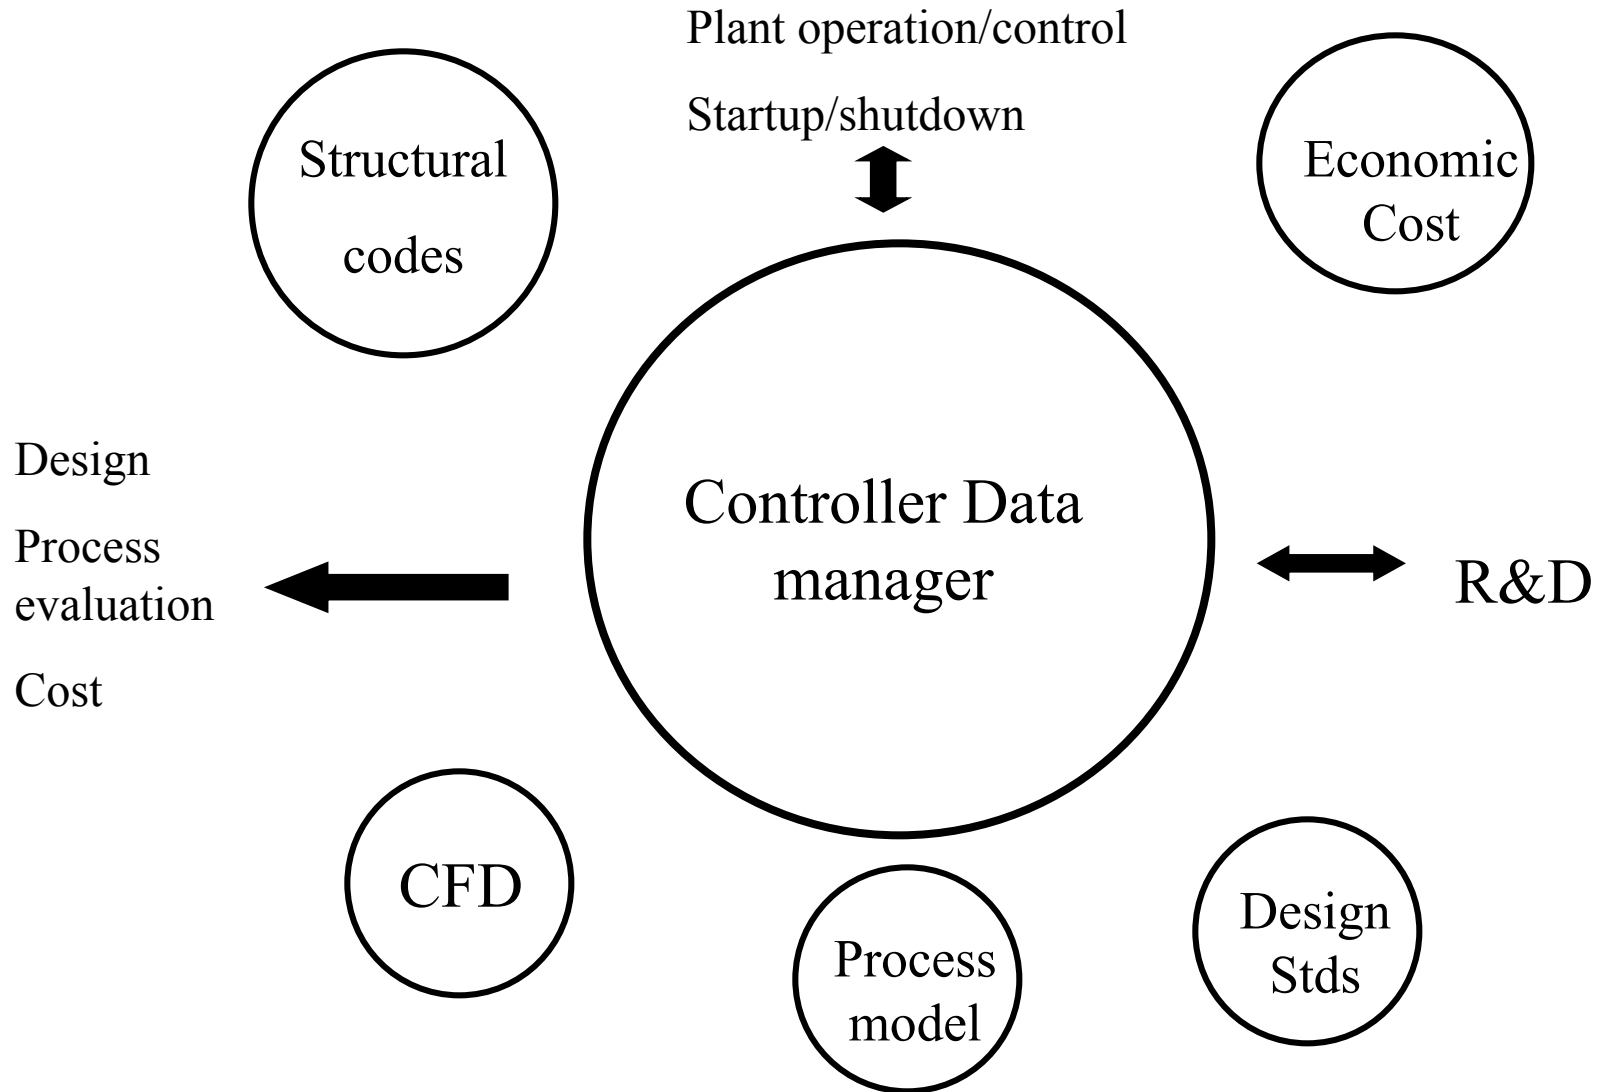 Plant operation/control
Startup/shutdown
Structural
codes
Economic
Cost
Design
Process
evaluation
Cost
Controller Data
manager
R&D
CFD
Process
model
Design
Stds